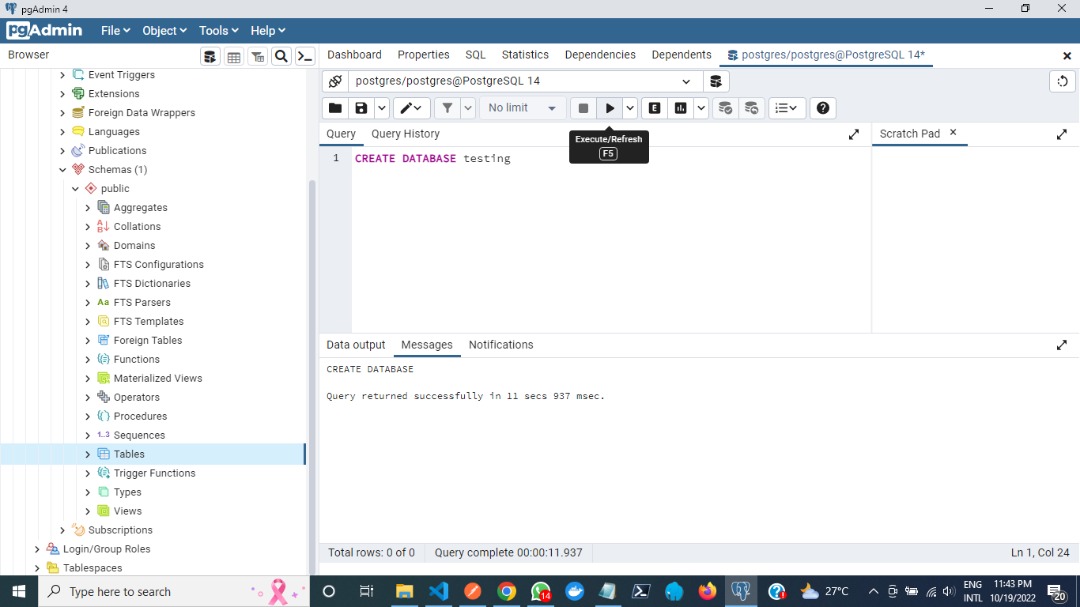 pgAdmin 4
pgAdmin File Object Tools Help
Browser
Dashboard Properties SQL Statistics Dependencies Dependents postgres/postgres@PostgreSQL 14*
postgres/postgres@PostgreSQL 14
No limit E
Query Query History
Execute/Refresh
F5
Scratch Pad
1 CREATE DATABASE testing
Event Triggers
Extensions
Foreign Data Wrappers
Languages
Publications
Schemas (1)
public
Aggregates
Collations
Domains
FTS Configurations
FTS Dictionaries
Aa FTS Parsers
FTS Templates
Foreign Tables
Functions
Materialized Views
Operators
Procedures
1..3 Sequences
Tables
Trigger Functions
Types
Views
Subscriptions
Login/Group Roles
Tablespaces
Data output Messages Notifications
CREATE DATABASE
Query returned successfully in 11 secs 937 msec.
Total rows: 0 of 0 Query complete 00:00:11.937 Ln 1, Col 24
Type here to search
14
27°C
ENG
INTL
11:43 PM
10/19/2022
20